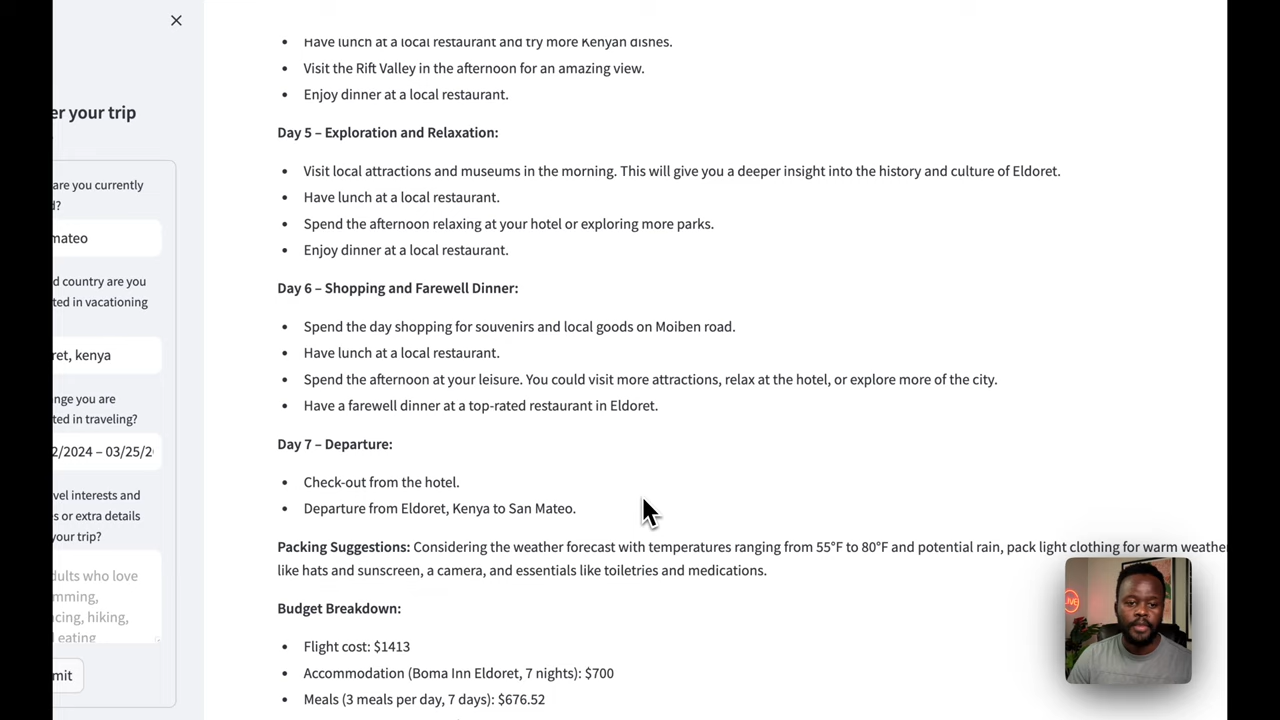 Have lunch at a local restaurant and try more Kenyan dishes.
Visit the Rift Valley in the afternoon for an amazing view.
Enjoy dinner at a local restaurant.
er your trip
Day 5 – Exploration and Relaxation:
Visit local attractions and museums in the morning. This will give you a deeper insight into the history and culture of Eldoret.
are you currently
d?
Have lunch at a local restaurant.
mateo
Spend the afternoon relaxing at your hotel or exploring more parks.
Enjoy dinner at a local restaurant.
d country are you
ted in vacationing
Day 6 – Shopping and Farewell Dinner:
Spend the day shopping for souvenirs and local goods on Moiben road.
ret, kenya
Have lunch at a local restaurant.
Spend the afternoon at your leisure. You could visit more attractions, relax at the hotel, or explore more of the city.
nge you are
ted in traveling?
Have a farewell dinner at a top-rated restaurant in Eldoret.
2/2024 – 03/25/2
Day 7 – Departure:
Check-out from the hotel.
vel interests and
s or extra details
your trip?
Departure from Eldoret, Kenya to San Mateo.
Packing Suggestions: Considering the weather forecast with temperatures ranging from 55°F to 80°F and potential rain, pack light clothing for warm weather
like hats and sunscreen, a camera, and essentials like toiletries and medications.
dults who love
mming,
ncing, hiking,
d eating
Budget Breakdown:
Flight cost: $1413
Accommodation (Boma Inn Eldoret, 7 nights): $700
mit
Meals (3 meals per day, 7 days): $676.52
LIVE